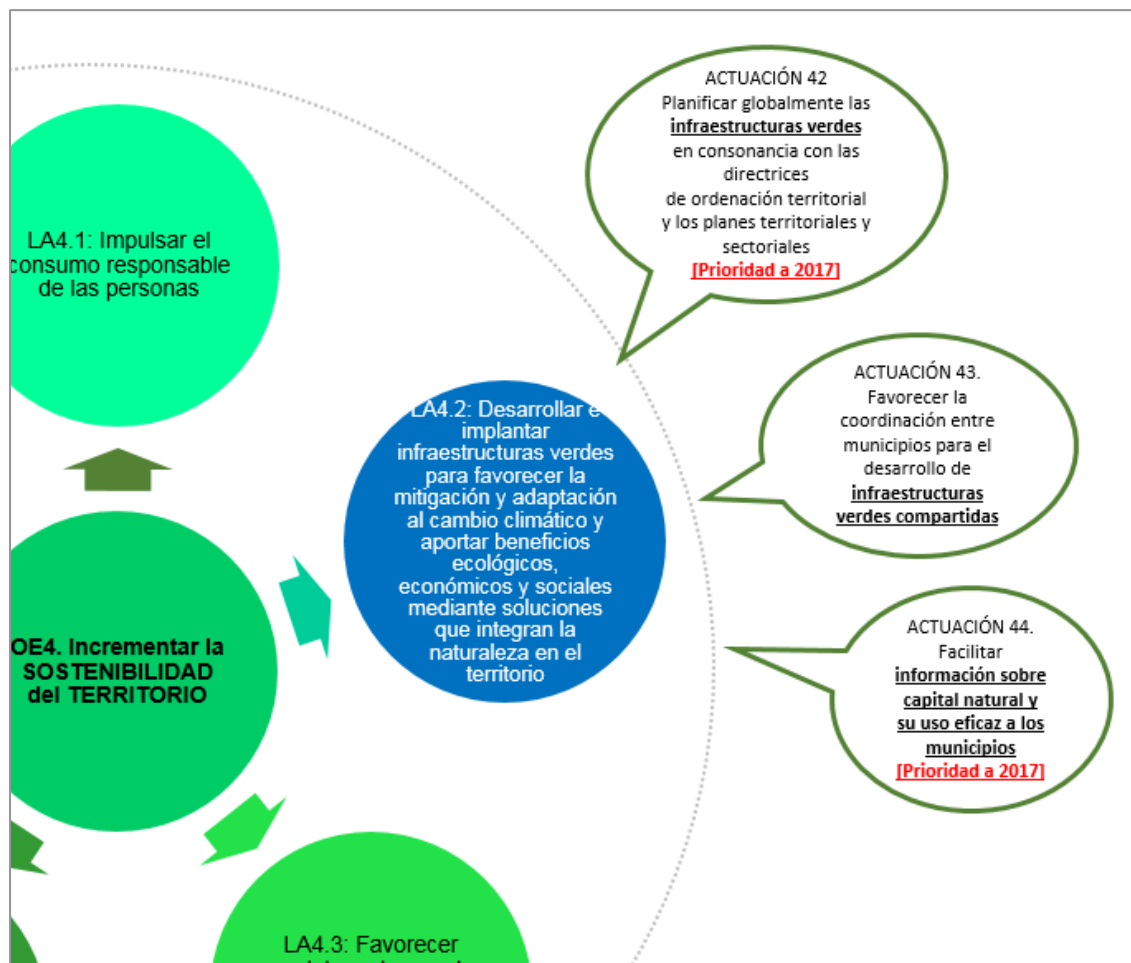 LA4.1: Impulsar el
consumo responsable
de las personas
ACTUACIÓN 42
Planificar globalmente las
infraestructuras verdes
en consonancia con las
directrices
de ordenación territorial
y los planes territoriales y
sectoriales
[Prioridad a 2017]
LA4.2: Desarrollar e
implantar
infraestructuras verdes
para favorecer la
mitigación y adaptación
al cambio climático y
aportar beneficios
ecológicos,
económicos y sociales
mediante soluciones
que integran la
naturaleza en el
territorio
ACTUACIÓN 43.
Favorecer la
coordinación entre
municipios para el
desarrollo de
infraestructuras
verdes compartidas
OE4. Incrementar la
SOSTENIBILIDAD
del TERRITORIO
ACTUACIÓN 44.
Facilitar
información sobre
capital natural y
su uso eficaz a los
municipios
[Prioridad a 2017]
LA4.3: Favorecer